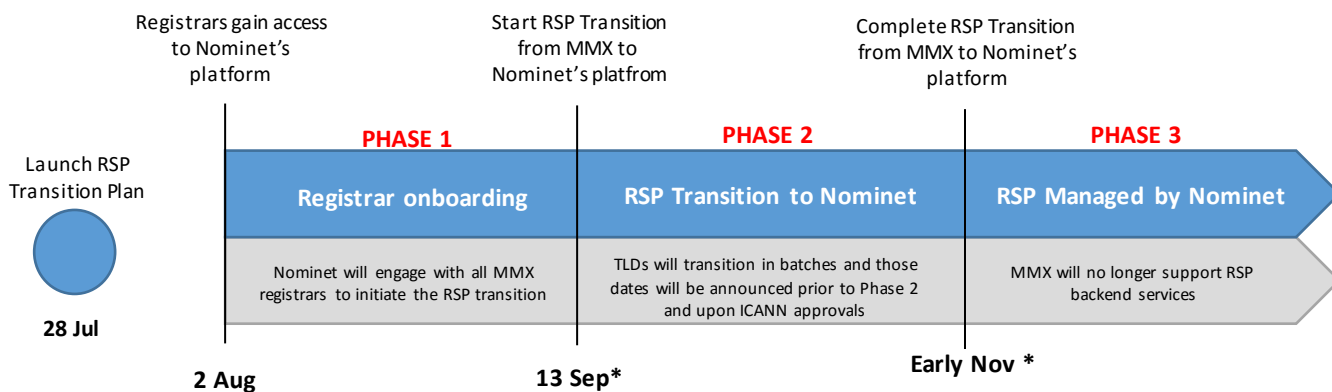 Registrars gain access
to Nominet's
platform
Start RSP Transition
from MMX to
Nominet's platfrom
Complete RSP Transition
from MMX to Nominet's
platform
Launch RSP
Transition Plan
28 Jul
PHASE 1
Registrar onboarding
Nominet will engage with all MMX
registrars to initiate the RSP transition
PHASE 2
RSP Transition to Nominet
TLDs will transition in batches and those
dates will be announced prior to Phase 2
and upon ICANN approvals
PHASE 3
RSP Managed by Nominet
MMX will no longer support RSP
backend services
2 Aug
13 Sep*
Early Nov *